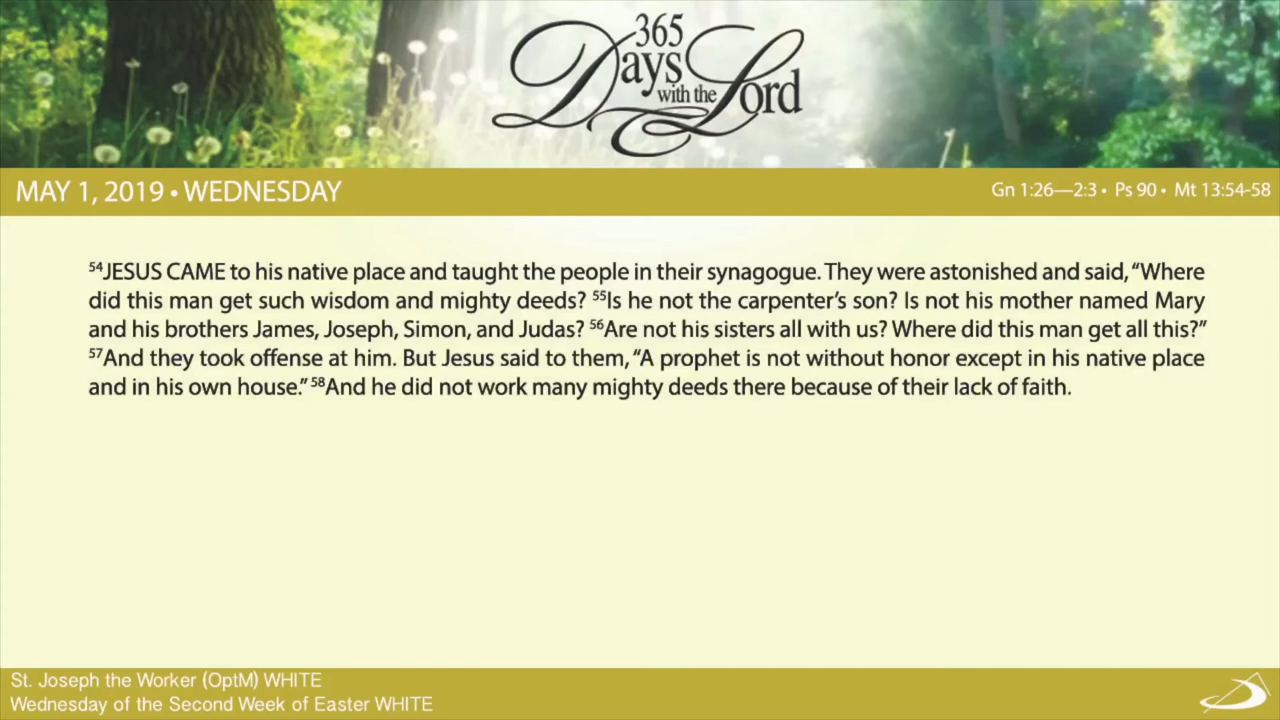 365
Days
with the Lord
MAY 1, 2019 • WEDNESDAY
Gn 1:26—2:3 • Ps 90 • Mt 13:54-58
⁵⁴JESUS CAME to his native place and taught the people in their synagogue. They were astonished and said, “Where
did this man get such wisdom and mighty deeds? ⁵⁵Is he not the carpenter’s son? Is not his mother named Mary
and his brothers James, Joseph, Simon, and Judas? ⁵⁶Are not his sisters all with us? Where did this man get all this?”
⁵⁷And they took offense at him. But Jesus said to them, “A prophet is not without honor except in his native place
and in his own house.” ⁵⁸And he did not work many mighty deeds there because of their lack of faith.
St. Joseph the Worker (OptM) WHITE
Wednesday of the Second Week of Easter WHITE